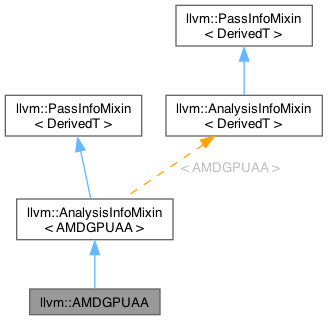 llvm::PassInfoMixin
< DerivedT >
llvm::PassInfoMixin
< DerivedT >
llvm::AnalysisInfoMixin
< DerivedT >
< AMDGPUAA >
llvm::AnalysisInfoMixin
< AMDGPUAA >
llvm::AMDGPUAA